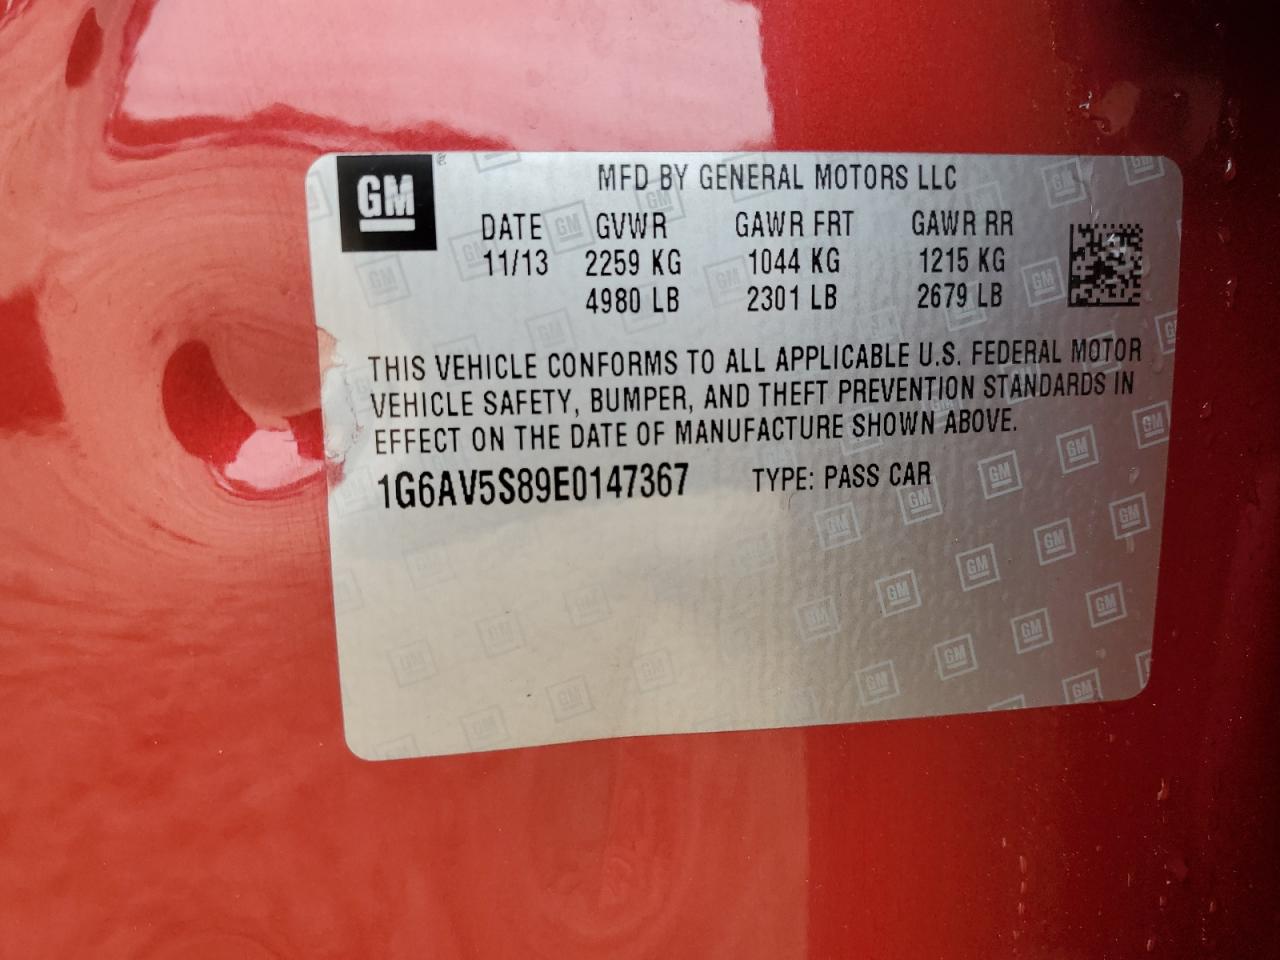 GM
MFD BY GENERAL MOTORS LLC
DATE GVWR GAWR FRT GAWR RR
11/13 2259 KG 1044 KG 1215 KG
4980 LB 2301 LB 2679 LB
THIS VEHICLE CONFORMS TO ALL APPLICABLE U.S. FEDERAL MOTOR
VEHICLE SAFETY, BUMPER, AND THEFT PREVENTION STANDARDS IN
EFFECT ON THE DATE OF MANUFACTURE SHOWN ABOVE.
1G6AV5S89E0147367 TYPE: PASS CAR